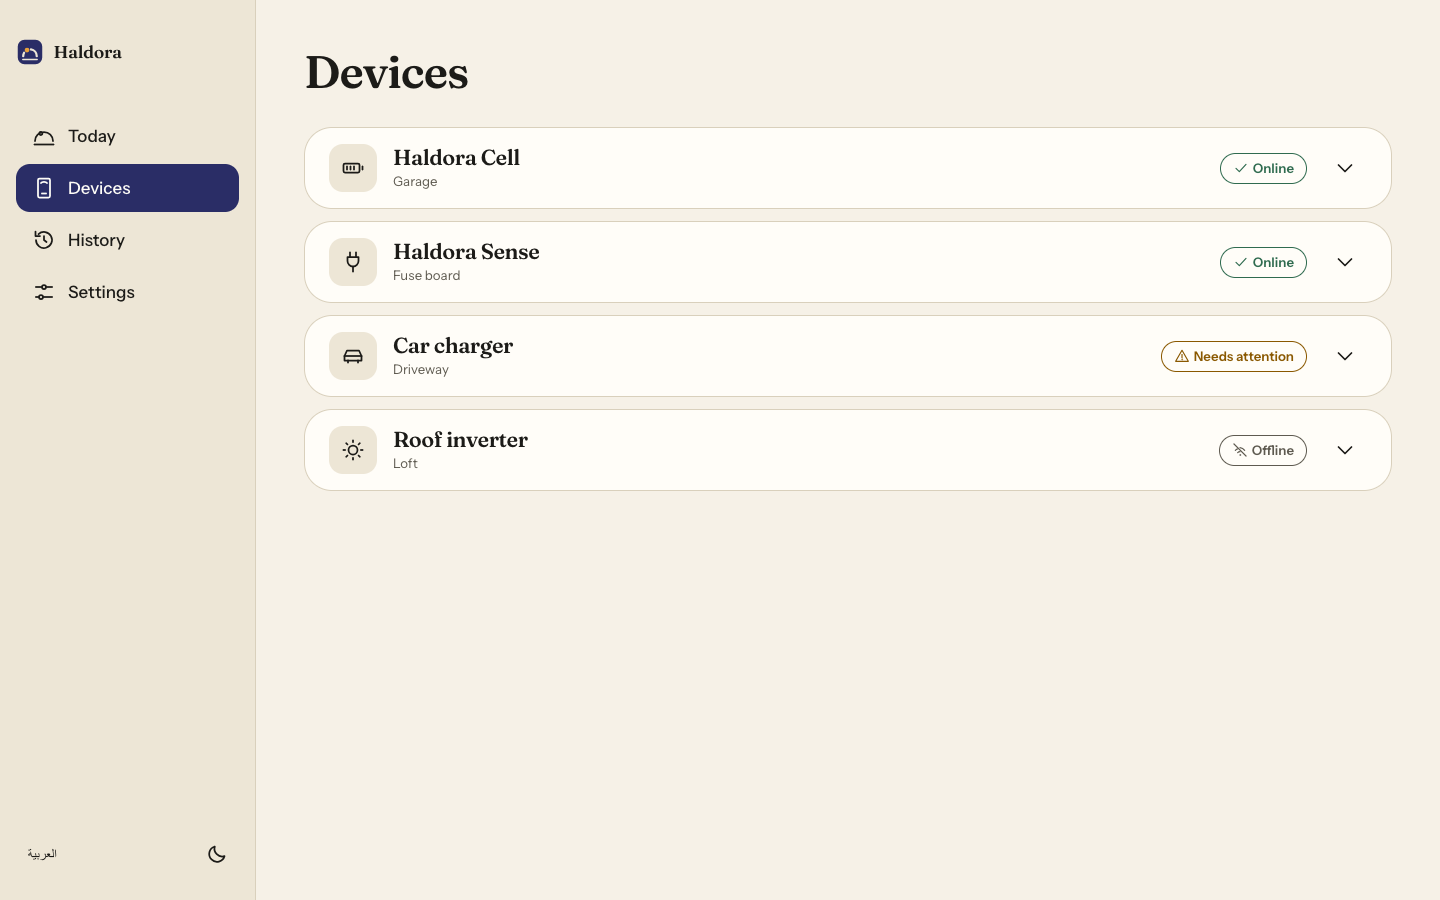 Haldora
Today
Devices
History
Settings
العربية
Devices
Haldora Cell
Garage
Online
Haldora Sense
Fuse board
Online
Car charger
Driveway
Needs attention
Roof inverter
Loft
Offline